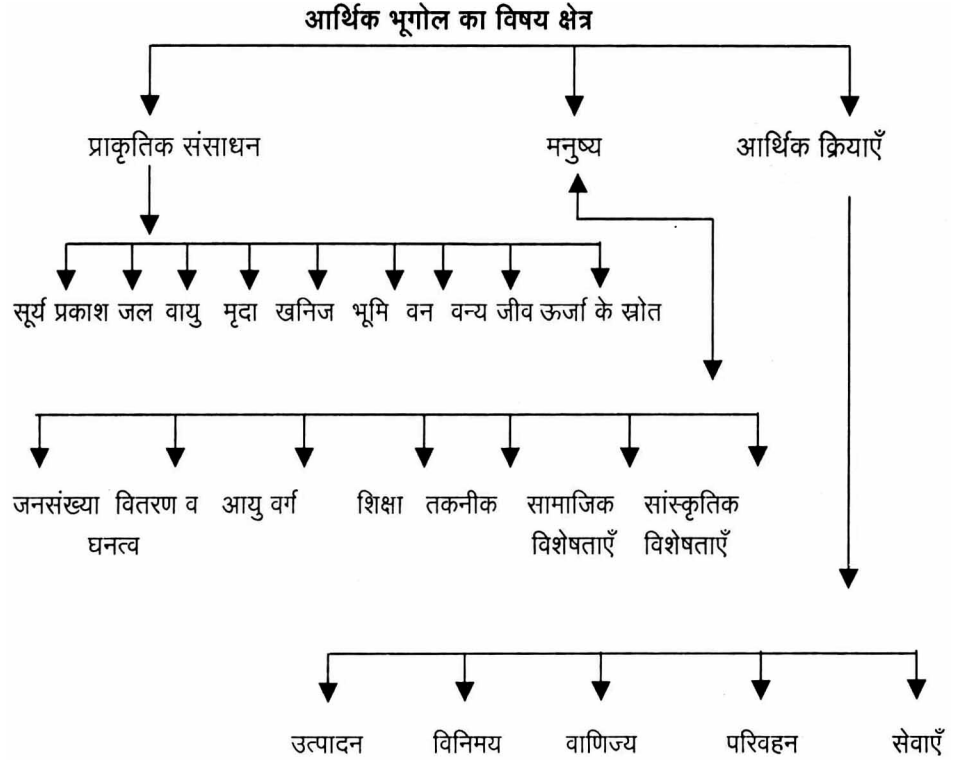 आर्थिक भूगोल का विषय क्षेत्र
प्राकृतिक संसाधन मनुष्य आर्थिक क्रियाएँ
सूर्य प्रकाश जल वायु मृदा खनिज भूमि वन वन्य जीव ऊर्जा के स्रोत
जनसंख्या वितरण व आयु वर्ग शिक्षा तकनीक सामाजिक सांस्कृतिक
घनत्व विशेषताएँ विशेषताएँ
उत्पादन विनिमय वाणिज्य परिवहन सेवाएँ